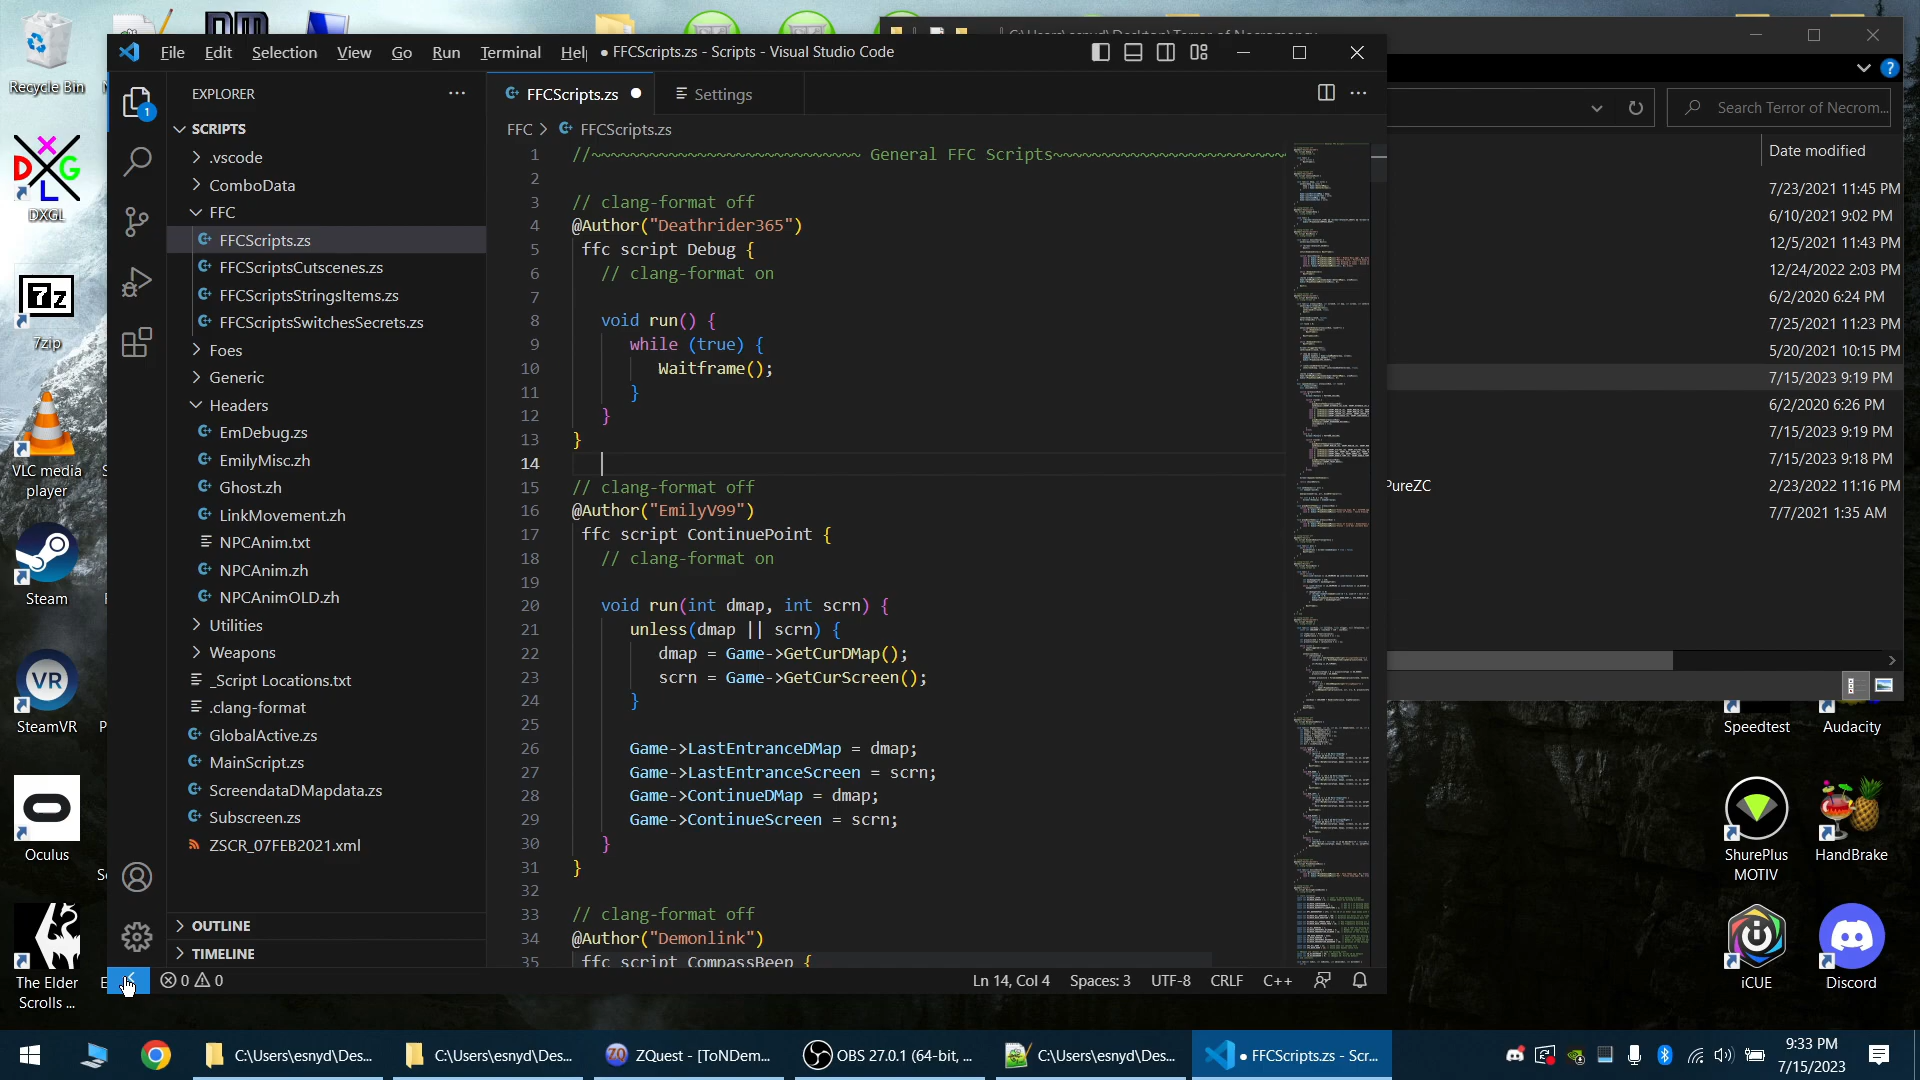 Recycle Bin
DXGL
7zip
VLC media player
Steam
SteamVR
Oculus
The Elder Scrolls ...
File Edit Selection View Go Run Terminal Hel
● FFCScripts.zs - Scripts - Visual Studio Code
EXPLORER
SCRIPTS
.vscode
ComboData
FFC
FFCScripts.zs
FFCScriptsCutscenes.zs
FFCScriptsStringsItems.zs
FFCScriptsSwitchesSecrets.zs
Foes
Generic
Headers
EmDebug.zs
EmilyMisc.zh
Ghost.zh
LinkMovement.zh
NPCAnim.txt
NPCAnim.zh
NPCAnimOLD.zh
Utilities
Weapons
_Script Locations.txt
.clang-format
GlobalActive.zs
MainScript.zs
ScreendataDMapdata.zs
Subscreen.zs
ZSCR_07FEB2021.xml
OUTLINE
TIMELINE
FFCScripts.zs ●
Settings
FFC > FFCScripts.zs
1 //~~~~~~~~~~~~~~~~~~~~~~~~~~~~ General FFC Scripts~~~~~~~~~~~~~~~~~~~~~~~~
2
3 // clang-format off
4 @Author("Deathrider365")
5 ffc script Debug {
6 // clang-format on
7
8 void run() {
9 while (true) {
10 Waitframe();
11 }
12 }
13 }
14
15 // clang-format off
16 @Author("EmilyV99")
17 ffc script ContinuePoint {
18 // clang-format on
19
20 void run(int dmap, int scrn) {
21 unless(dmap || scrn) {
22 dmap = Game->GetCurDMap();
23 scrn = Game->GetCurScreen();
24 }
25
26 Game->LastEntranceDMap = dmap;
27 Game->LastEntranceScreen = scrn;
28 Game->ContinueDMap = dmap;
29 Game->ContinueScreen = scrn;
30 }
31 }
32
33 // clang-format off
34 @Author("Demonlink")
35 ffc script CompassBeep {
0 0
Ln 14, Col 4
Spaces: 3
UTF-8
CRLF
C++
Search Terror of Necrom...
Date modified
7/23/2021 11:45 PM
6/10/2021 9:02 PM
12/5/2021 11:43 PM
12/24/2022 2:03 PM
6/2/2020 6:24 PM
7/25/2021 11:23 PM
5/20/2021 10:15 PM
7/15/2023 9:19 PM
6/2/2020 6:26 PM
7/15/2023 9:19 PM
7/15/2023 9:18 PM
PureZC 2/23/2022 11:16 PM
7/7/2021 1:35 AM
Speedtest
Audacity
ShurePlus MOTIV
HandBrake
iCUE
Discord
C:\Users\esnyd\Des...
C:\Users\esnyd\Des...
ZQuest - [ToNDem...
OBS 27.0.1 (64-bit, ...
C:\Users\esnyd\Des...
● FFCScripts.zs - Scr...
9:33 PM
7/15/2023